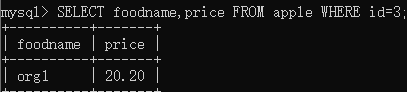 mysql> SELECT foodname,price FROM apple WHERE id=3;
+----------+-------+
| foodname | price |
+----------+-------+
| org1 | 20.20 |